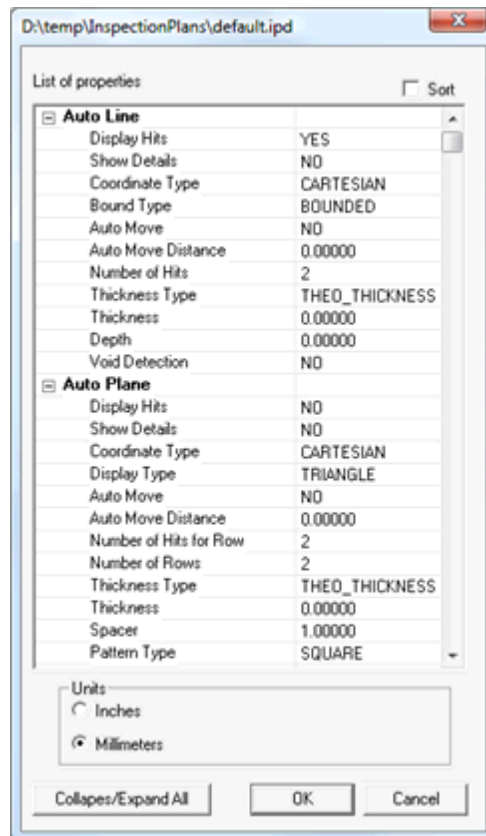 D:\temp\InspectionPlans\default.ipd
List of properties
Sort
Auto Line
Display Hits YES
Show Details NO
Coordinate Type CARTESIAN
Bound Type BOUNDED
Auto Move NO
Auto Move Distance 0.00000
Number of Hits 2
Thickness Type THEO_THICKNESS
Thickness 0.00000
Depth 0.00000
Void Detection NO
Auto Plane
Display Hits NO
Show Details NO
Coordinate Type CARTESIAN
Display Type TRIANGLE
Auto Move NO
Auto Move Distance 0.00000
Number of Hits for Row 2
Number of Rows 2
Thickness Type THEO_THICKNESS
Thickness 0.00000
Spacer 1.00000
Pattern Type SQUARE
Units
Inches
Millimeters
Collapes/Expand All OK Cancel